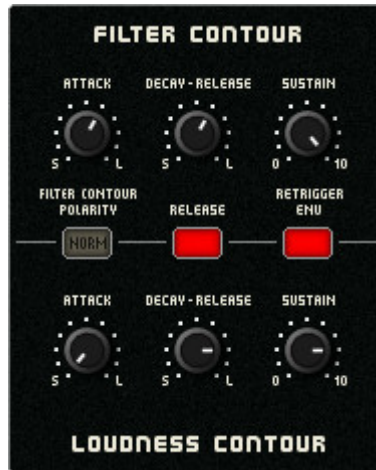 FILTER CONTOUR
ATTACK DECAY-RELEASE SUSTAIN
S L S L 0 10
FILTER CONTOUR POLARITY RELEASE RETRIGGER ENV
NORM
ATTACK DECAY-RELEASE SUSTAIN
S L S L 0 10
LOUDNESS CONTOUR